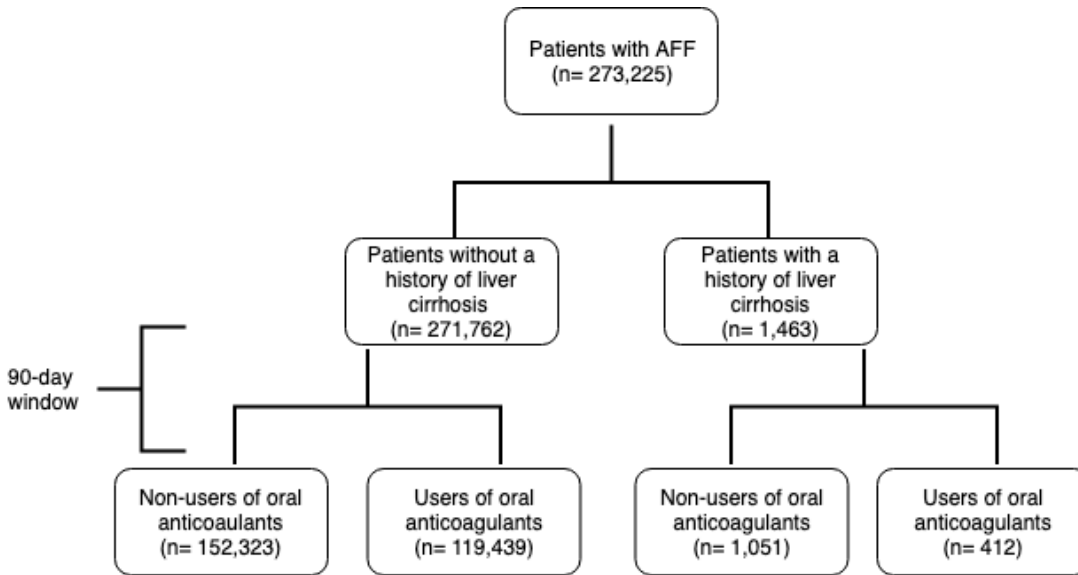 Patients with AFF
(n= 273,225)
Patients without a
history of liver
cirrhosis
(n= 271,762)
Patients with a
history of liver
cirrhosis
(n= 1,463)
90-day
window
Non-users of oral
anticoaulants
(n= 152,323)
Users of oral
anticoagulants
(n= 119,439)
Non-users of oral
anticoagulants
(n= 1,051)
Users of oral
anticoagulants
(n= 412)